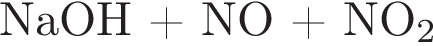 NaOH + NO + NO₂